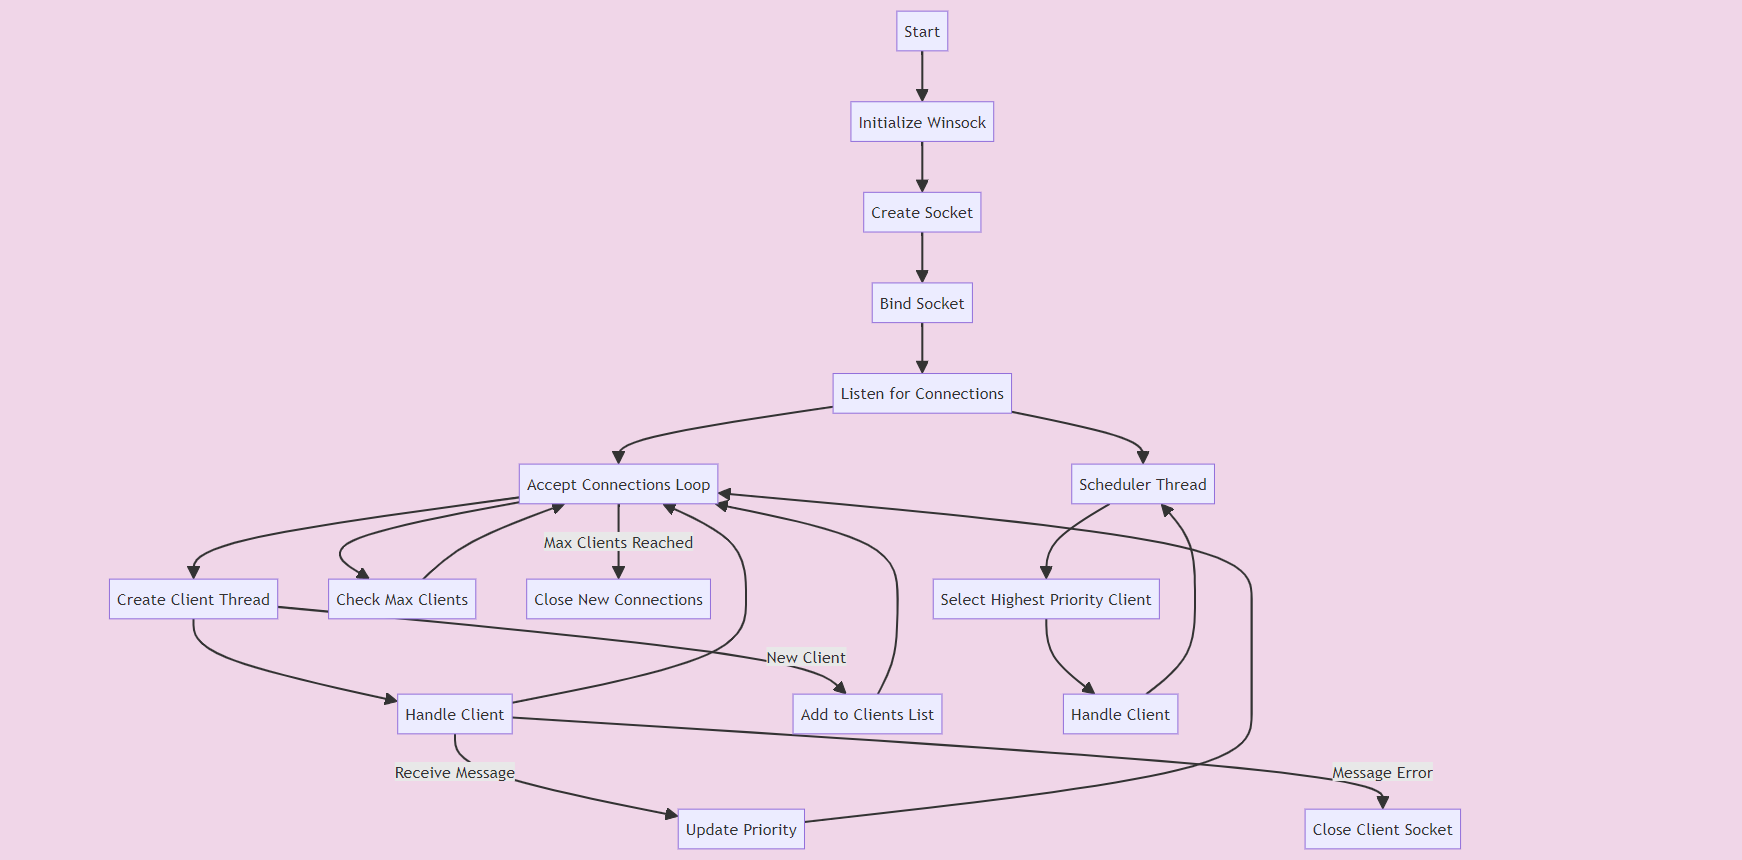 Start
Initialize Winsock
Create Socket
Bind Socket
Listen for Connections
Accept Connections Loop
Scheduler Thread
Max Clients Reached
Create Client Thread
Check Max Clients
Close New Connections
Select Highest Priority Client
New Client
Handle Client
Add to Clients List
Handle Client
Receive Message
Message Error
Update Priority
Close Client Socket